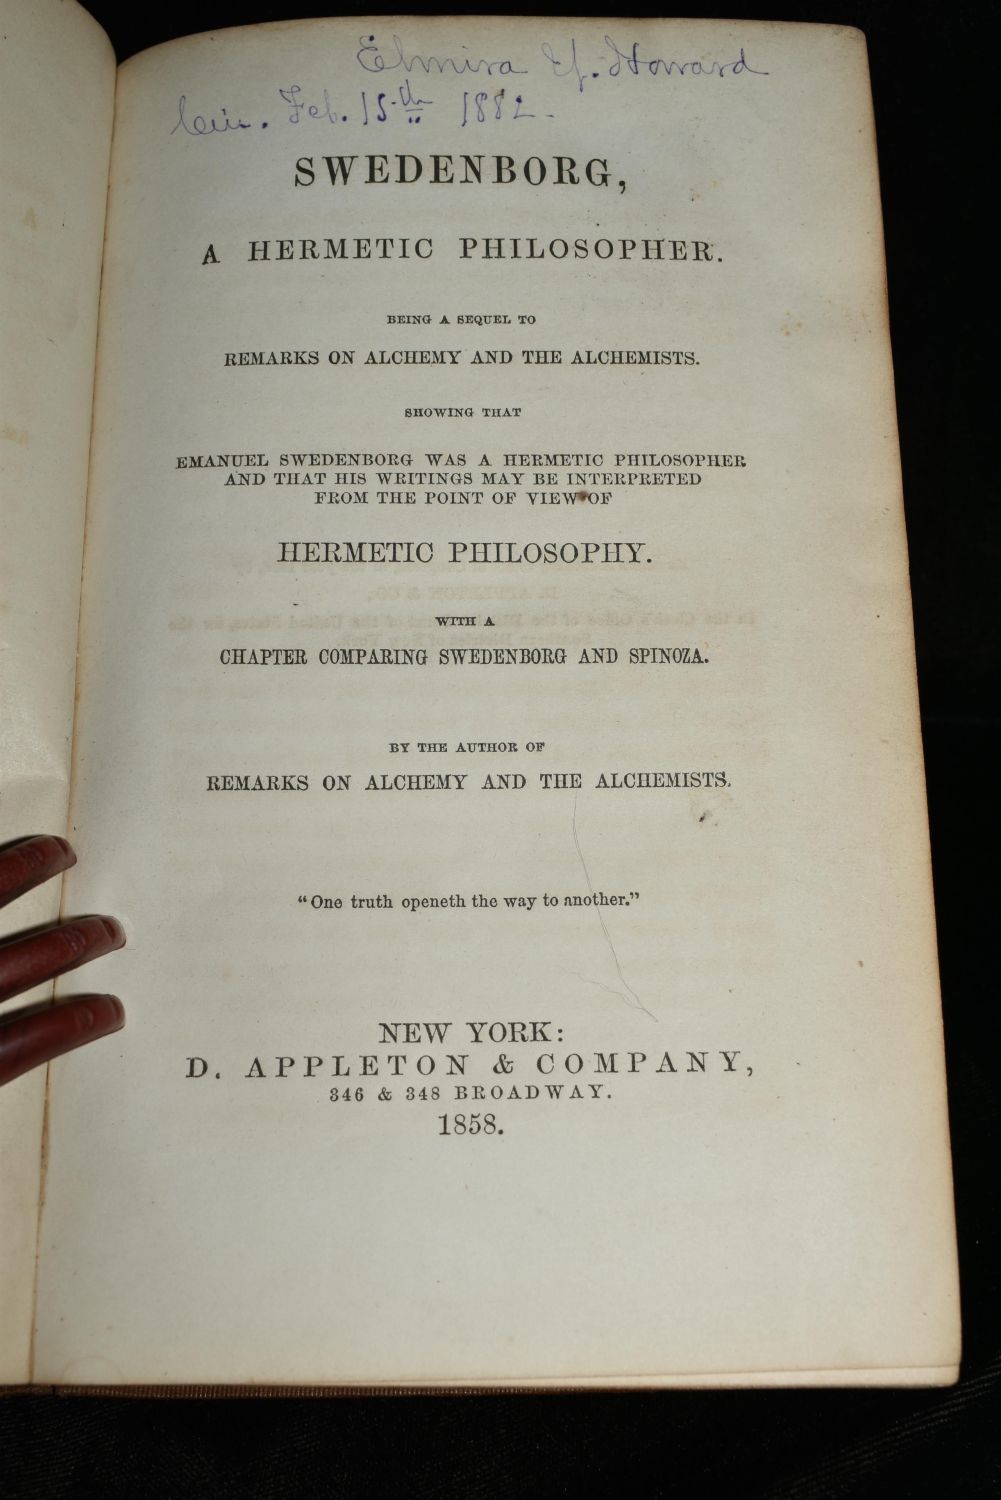 Elmira Y. Howard
Cin. Feb. 15th 1882.
SWEDENBORG,
A HERMETIC PHILOSOPHER.
BEING A SEQUEL TO
REMARKS ON ALCHEMY AND THE ALCHEMISTS.
SHOWING THAT
EMANUEL SWEDENBORG WAS A HERMETIC PHILOSOPHER
AND THAT HIS WRITINGS MAY BE INTERPRETED
FROM THE POINT OF VIEW OF
HERMETIC PHILOSOPHY.
WITH A
CHAPTER COMPARING SWEDENBORG AND SPINOZA.
BY THE AUTHOR OF
REMARKS ON ALCHEMY AND THE ALCHEMISTS.
"One truth openeth the way to another."
NEW YORK:
D. APPLETON & COMPANY,
346 & 348 BROADWAY.
1858.